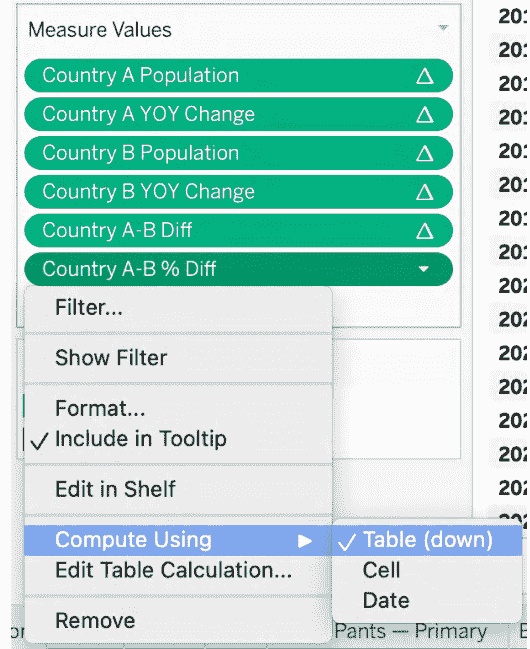 Measure Values
Country A Population
Country A YOY Change
Country B Population
Country B YOY Change
Country A-B Diff
Country A-B % Diff
Filter...
Show Filter
Format...
Include in Tooltip
Edit in Shelf
Compute Using
Edit Table Calculation...
Remove
Table (down)
Cell
Date
Pants — Primary